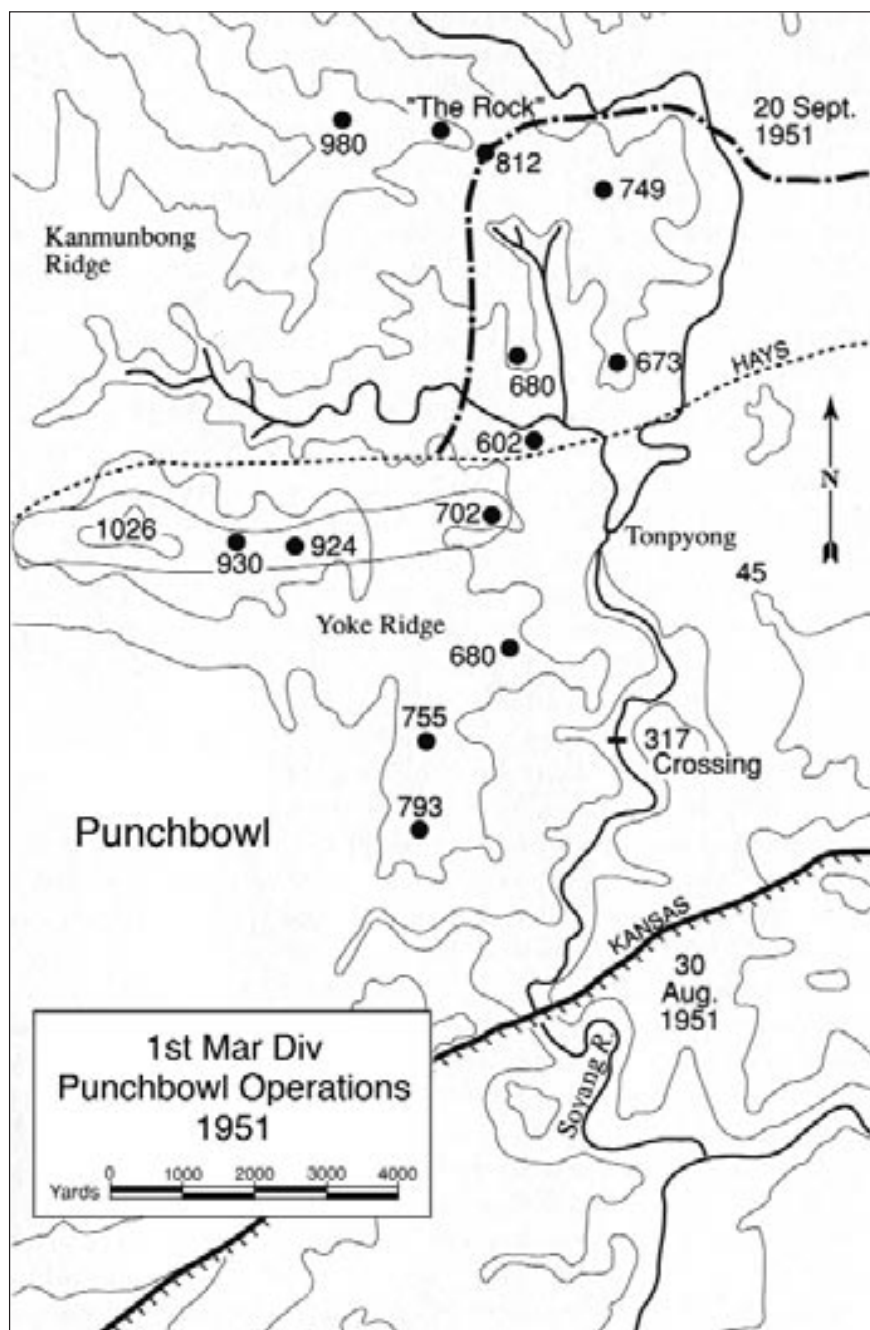 "The Rock"
980
812
20 Sept.
1951
749
Kanmunbong
Ridge
680
673
HAYS
602
N
702
1026
930
924
Tonpyong
45
Yoke Ridge
680
755
317
Crossing
793
Punchbowl
KANSAS
30
Aug.
1951
Soyang R.
1st Mar Div
Punchbowl Operations
1951
0 1000 2000 3000 4000
Yards